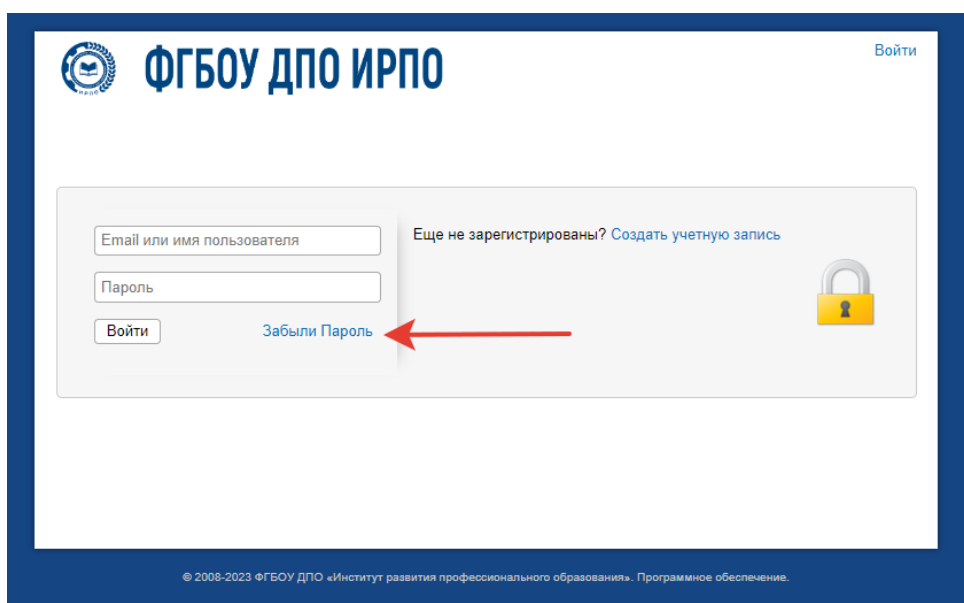 ИРПО
ФГБОУ ДПО ИРПО
Войти
Email или имя пользователя
Еще не зарегистрированы? Создать учетную запись
Пароль
Войти
Забыли Пароль
© 2008-2023 ФГБОУ ДПО «Институт развития профессионального образования». Программное обеспечение.